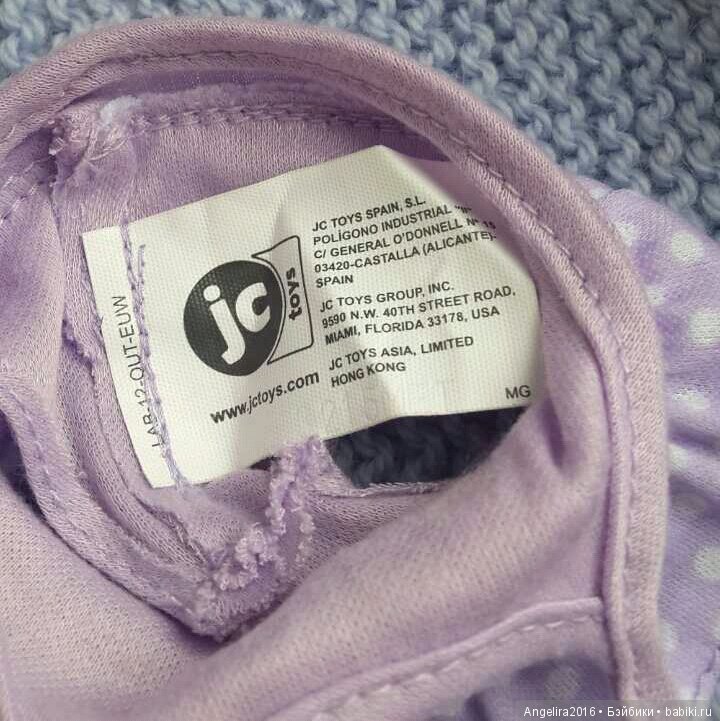 LAB-12-OUT-EUW
jc
toys
www.jctoys.com
JC TOYS SPAIN, S.L.
POLÍGONO INDUSTRIAL "II"
C/ GENERAL O'DONNELL Nº 15
03420-CASTALLA (ALICANTE)-
SPAIN
JC TOYS GROUP, INC.
9590 N.W. 40TH STREET ROAD,
MIAMI, FLORIDA 33178, USA
JC TOYS ASIA, LIMITED
HONG KONG
MG
Angelira2016 • Бэйбики • babiki.ru